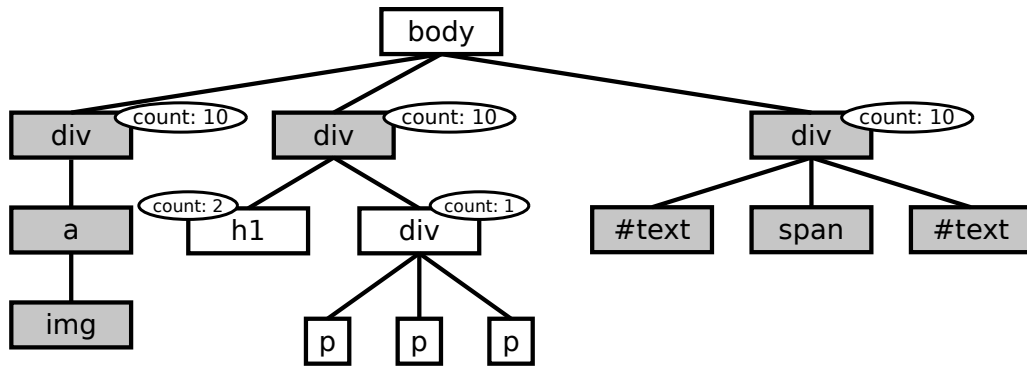 body
div
count: 10
div
count: 10
div
count: 10
a
count: 2
h1
count: 1
div
#text
span
#text
img
p
p
p